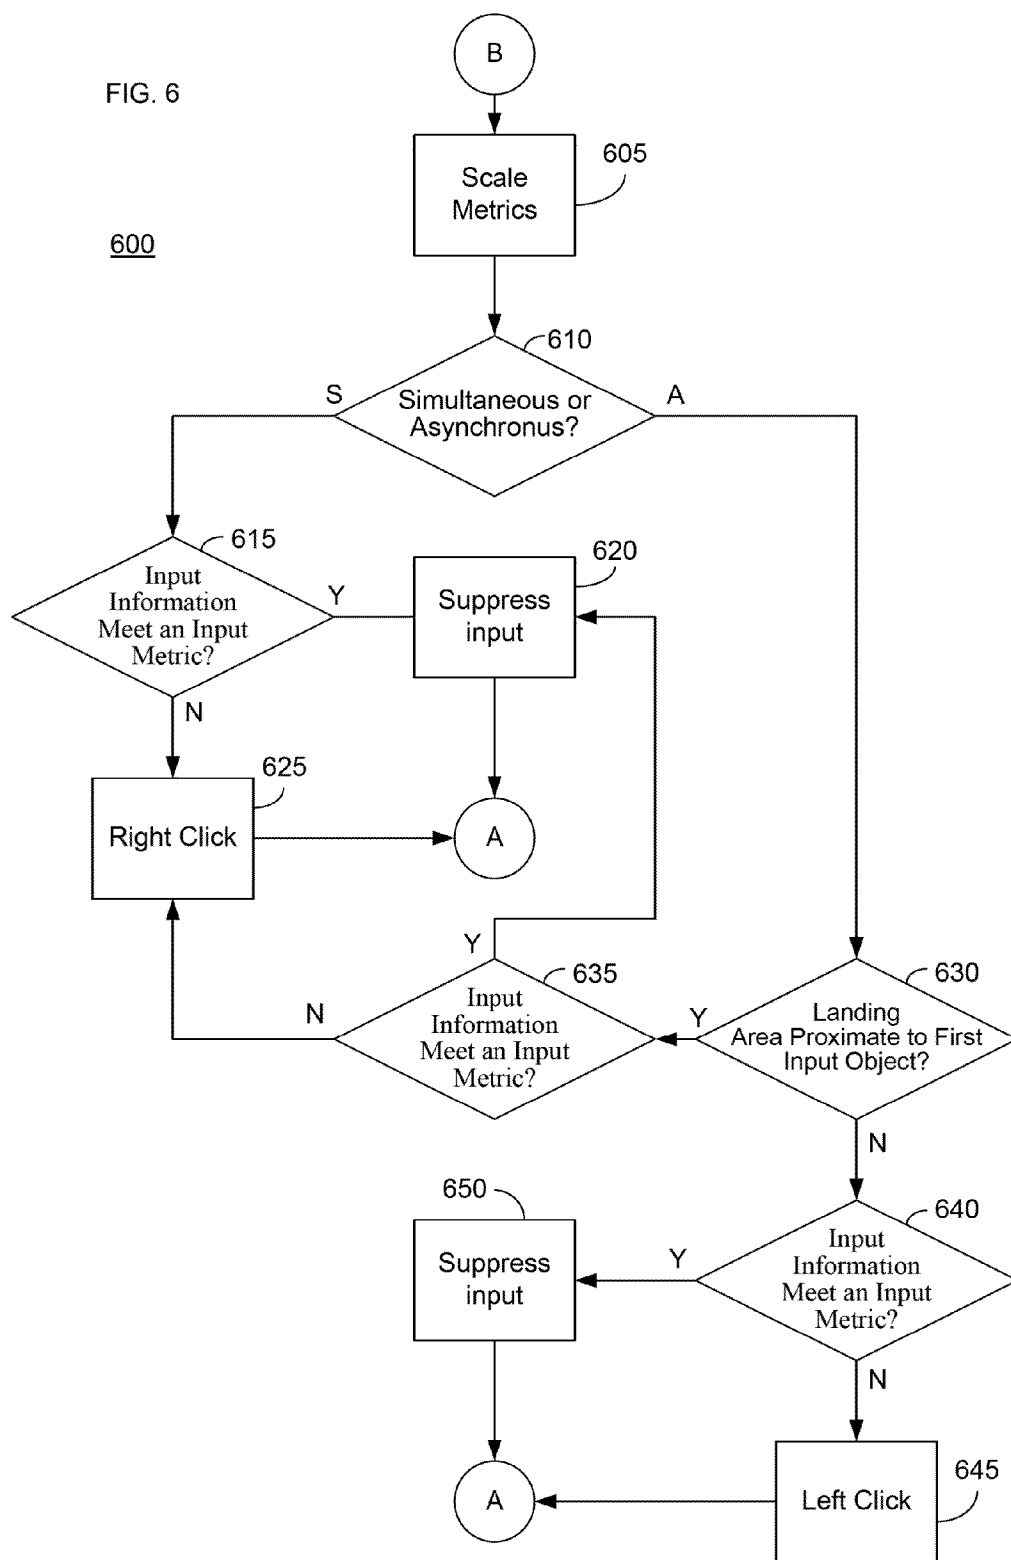 B
FIG. 6
605
Scale
Metrics
600
610
S
Simultaneous or
Asynchronus?
A
615
Input
Information
Meet an Input
Metric?
Y
620
Suppress
input
N
625
Right Click
A
Y
635
Input
Information
Meet an Input
Metric?
N
630
Y
Landing
Area Proximate to First
Input Object?
N
650
Suppress
input
640
Y
Input
Information
Meet an Input
Metric?
N
A
645
Left Click